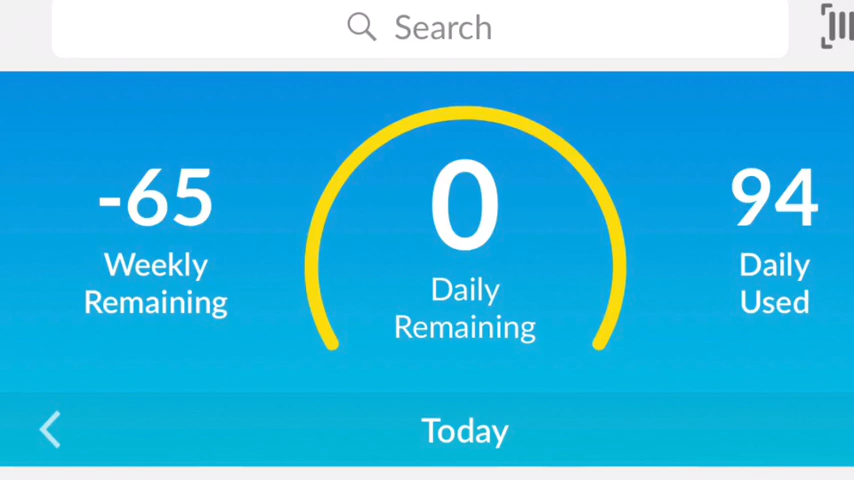 Search
-65
Weekly
Remaining
0
Daily
Remaining
94
Daily
Used
Today